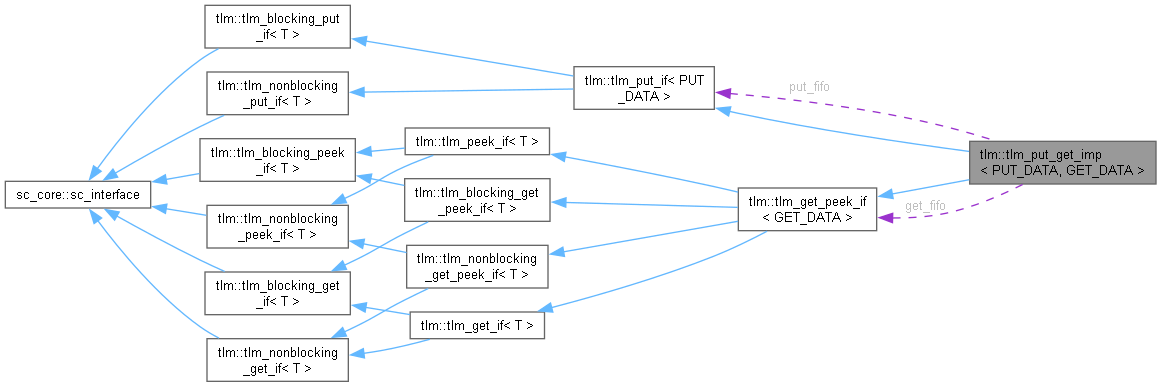 tlm::tlm_blocking_put
_if< T >
tlm::tlm_nonblocking
_put_if< T >
tlm::tlm_put_if< PUT
_DATA >
put_fifo
tlm::tlm_blocking_peek
_if< T >
tlm::tlm_peek_if< T >
tlm::tlm_put_get_imp
< PUT_DATA, GET_DATA >
sc_core::sc_interface
tlm::tlm_blocking_get
_peek_if< T >
tlm::tlm_get_peek_if
< GET_DATA >
get_fifo
tlm::tlm_nonblocking
_peek_if< T >
tlm::tlm_nonblocking
_get_peek_if< T >
tlm::tlm_blocking_get
_if< T >
tlm::tlm_get_if< T >
tlm::tlm_nonblocking
_get_if< T >